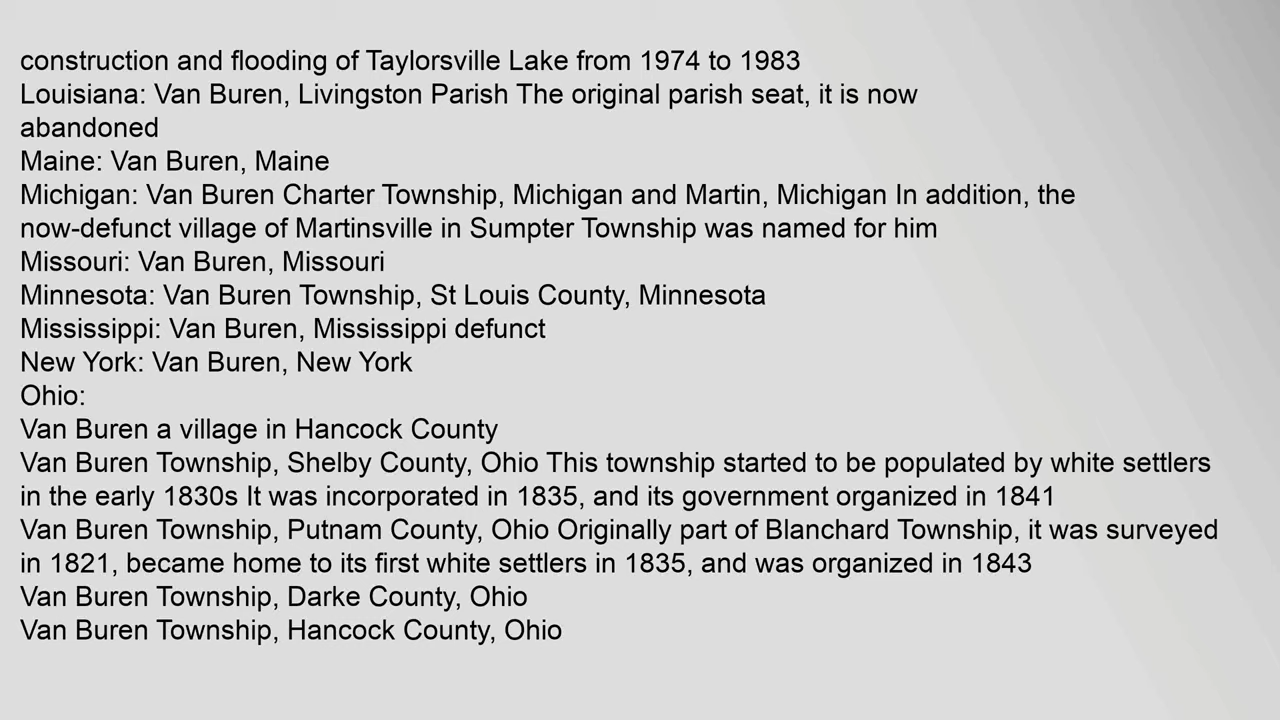 construction and flooding of Taylorsville Lake from 1974 to 1983
Louisiana: Van Buren, Livingston Parish The original parish seat, it is now
abandoned
Maine: Van Buren, Maine
Michigan: Van Buren Charter Township, Michigan and Martin, Michigan In addition, the
now-defunct village of Martinsville in Sumpter Township was named for him
Missouri: Van Buren, Missouri
Minnesota: Van Buren Township, St Louis County, Minnesota
Mississippi: Van Buren, Mississippi defunct
New York: Van Buren, New York
Ohio:
Van Buren a village in Hancock County
Van Buren Township, Shelby County, Ohio This township started to be populated by white settlers
in the early 1830s It was incorporated in 1835, and its government organized in 1841
Van Buren Township, Putnam County, Ohio Originally part of Blanchard Township, it was surveyed
in 1821, became home to its first white settlers in 1835, and was organized in 1843
Van Buren Township, Darke County, Ohio
Van Buren Township, Hancock County, Ohio